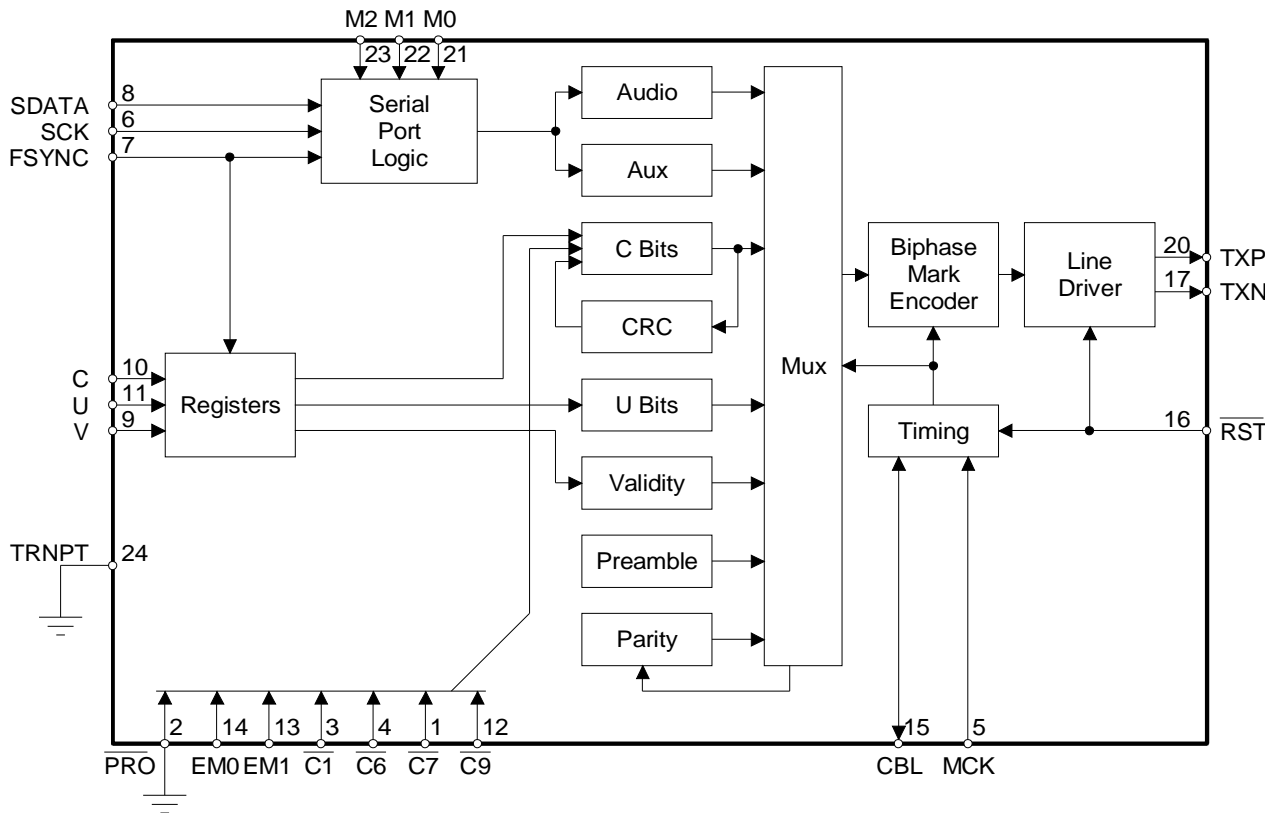 M2 M1 M0
23 22 21
SDATA 8
SCK 6
FSYNC 7
Serial
Port
Logic
Audio
Aux
C Bits
CRC
U Bits
Validity
Preamble
Parity
Mux
Biphase
Mark
Encoder
Line
Driver
20 TXP
17 TXN
Timing
16 RST
C 10
U 11
V 9
Registers
TRNPT 24
2 14 13 3 4 1 12
PRO EM0 EM1 C1 C6 C7 C9
15 5
CBL MCK